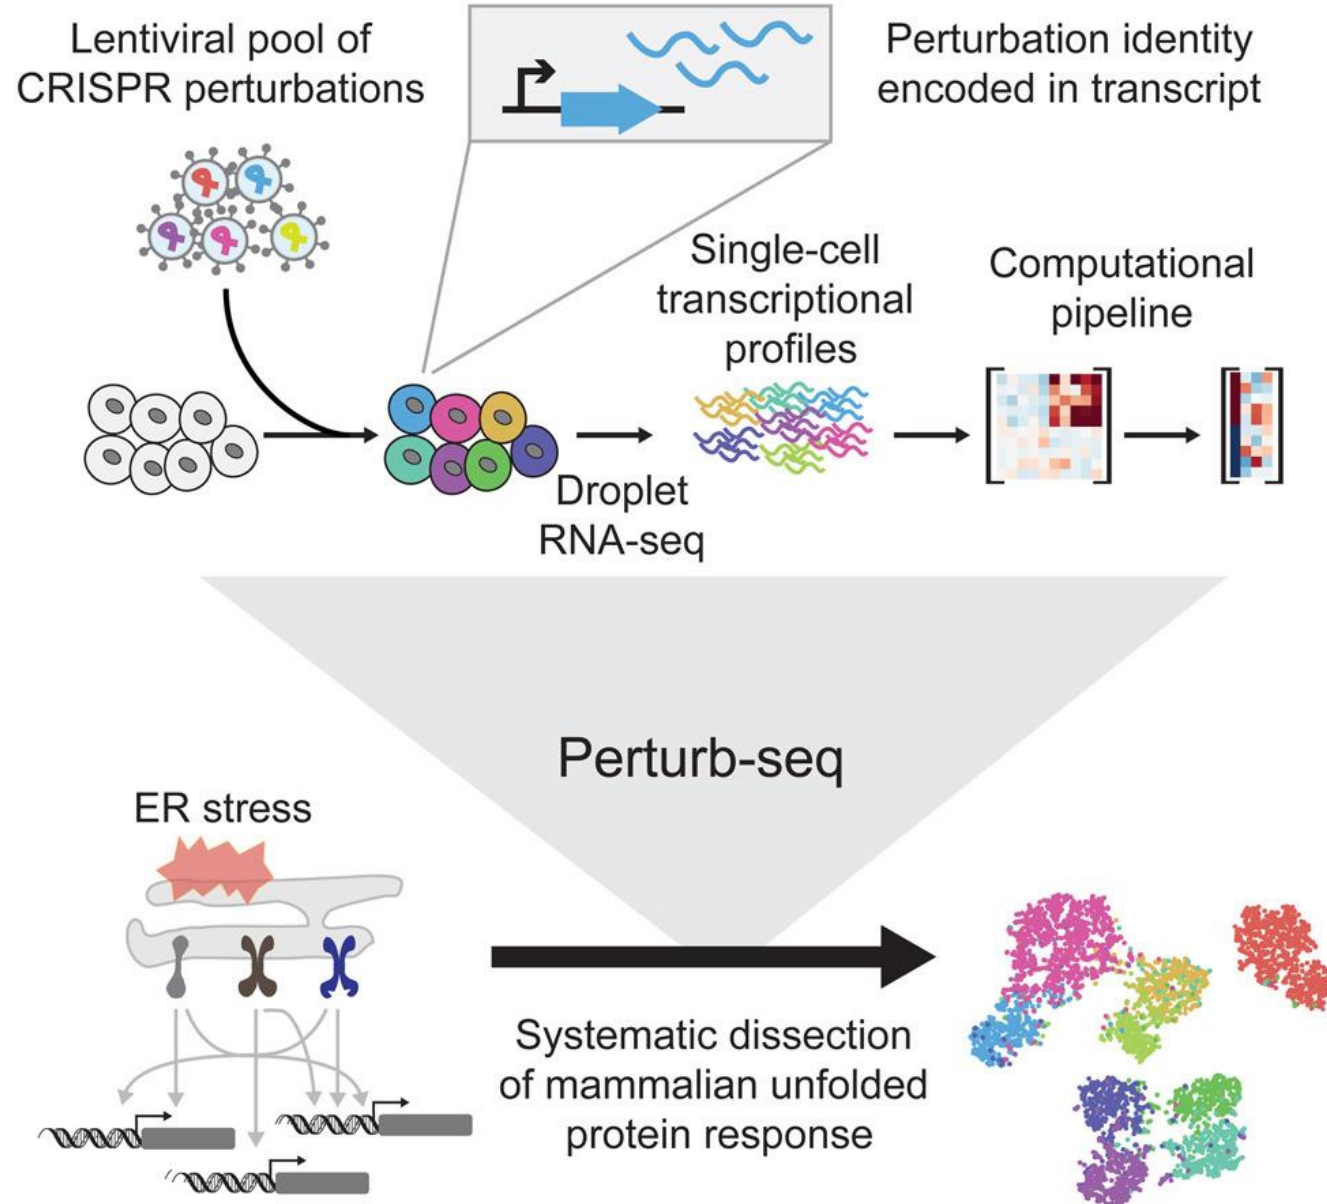 Lentiviral pool of
CRISPR perturbations
Perturbation identity
encoded in transcript
Single-cell
transcriptional
profiles
Computational
pipeline
Droplet
RNA-seq
Perturb-seq
ER stress
Systematic dissection
of mammalian unfolded
protein response